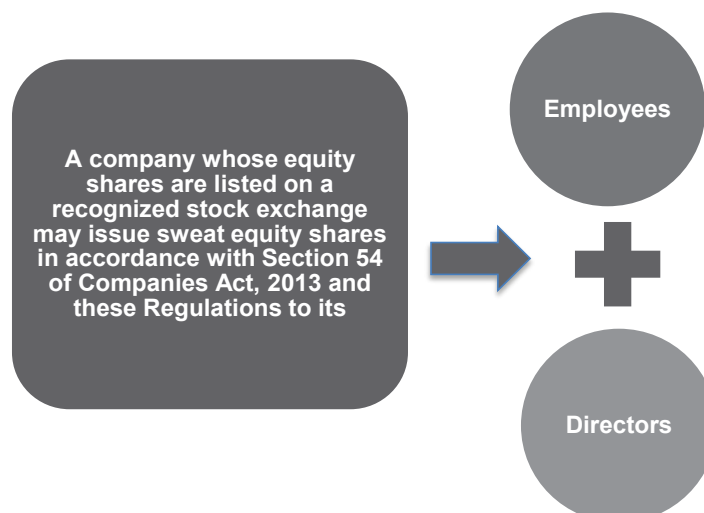 A company whose equity
shares are listed on a
recognized stock exchange
may issue sweat equity shares
in accordance with Section 54
of Companies Act, 2013 and
these Regulations to its
Employees
Directors